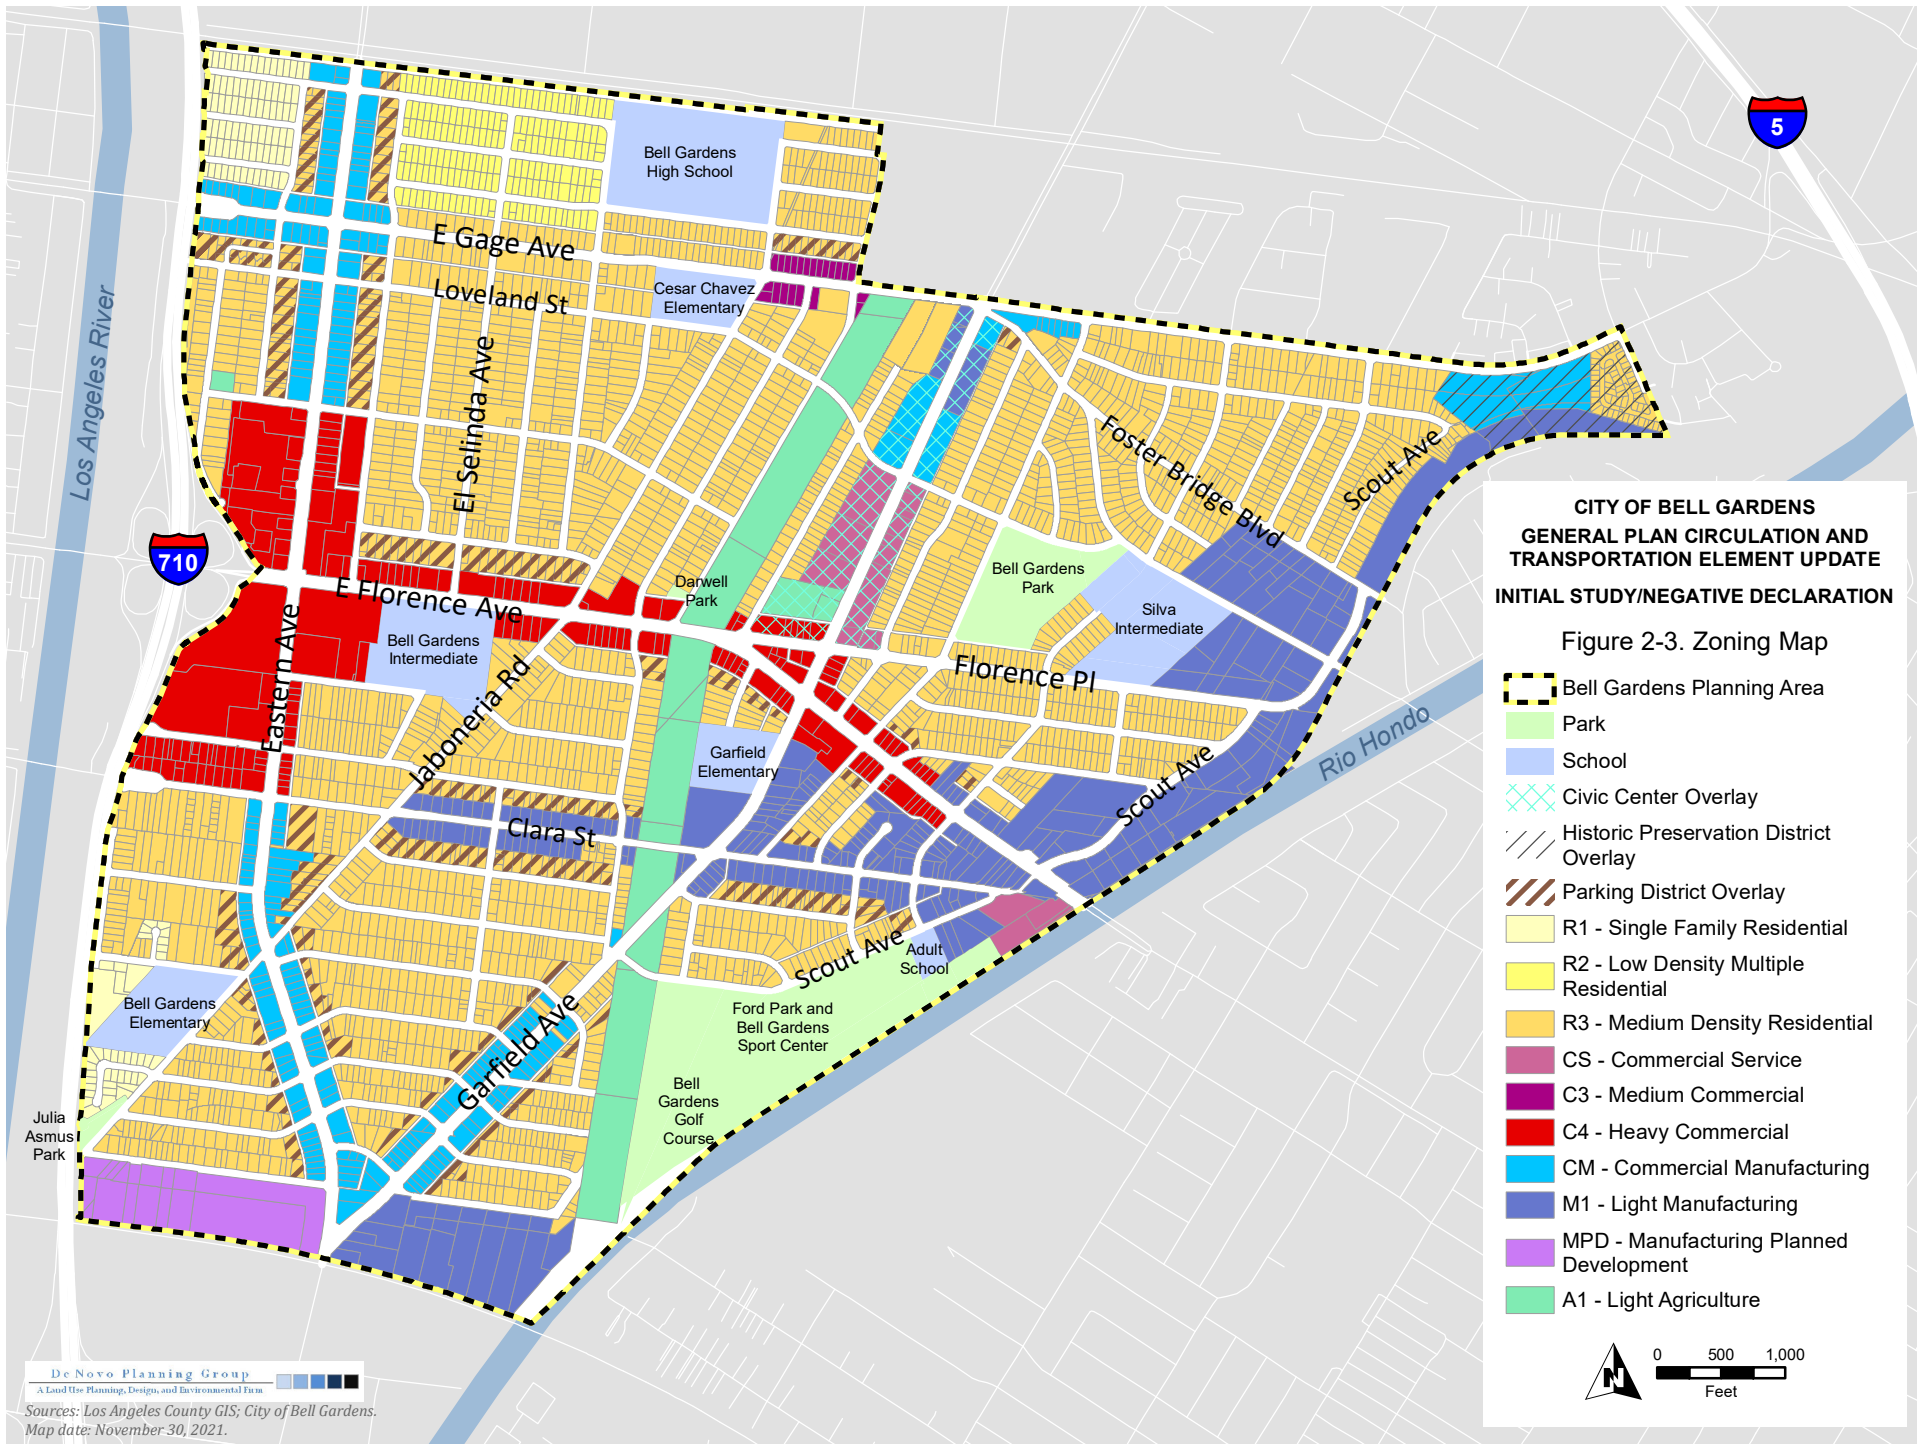 5
Bell Gardens
High School
E Gage Ave
Loveland St
Cesar Chavez
Elementary
El Selinda Ave
Los Angeles River
Foster Bridge Blvd
Scout Ave
710
E Florence Ave
Darwell
Park
Bell Gardens
Park
Silva
Intermediate
Bell Gardens
Intermediate
Eastern Ave
Jaboneria Rd
Florence Pl
Garfield
Elementary
Scout Ave
Rio Hondo
Clara St
Scout Ave
Adult
School
Bell Gardens
Elementary
Ford Park and
Bell Gardens
Sport Center
Garfield Ave
Bell
Gardens
Golf
Course
Julia
Asmus
Park
CITY OF BELL GARDENS
GENERAL PLAN CIRCULATION AND
TRANSPORTATION ELEMENT UPDATE
INITIAL STUDY/NEGATIVE DECLARATION
Figure 2-3. Zoning Map
Bell Gardens Planning Area
Park
School
Civic Center Overlay
Historic Preservation District
Overlay
Parking District Overlay
R1 - Single Family Residential
R2 - Low Density Multiple
Residential
R3 - Medium Density Residential
CS - Commercial Service
C3 - Medium Commercial
C4 - Heavy Commercial
CM - Commercial Manufacturing
M1 - Light Manufacturing
MPD - Manufacturing Planned
Development
A1 - Light Agriculture
N
0 500 1,000
Feet
De Novo Planning Group
A Land Use Planning, Design, and Environmental Firm
Sources: Los Angeles County GIS; City of Bell Gardens.
Map date: November 30, 2021.